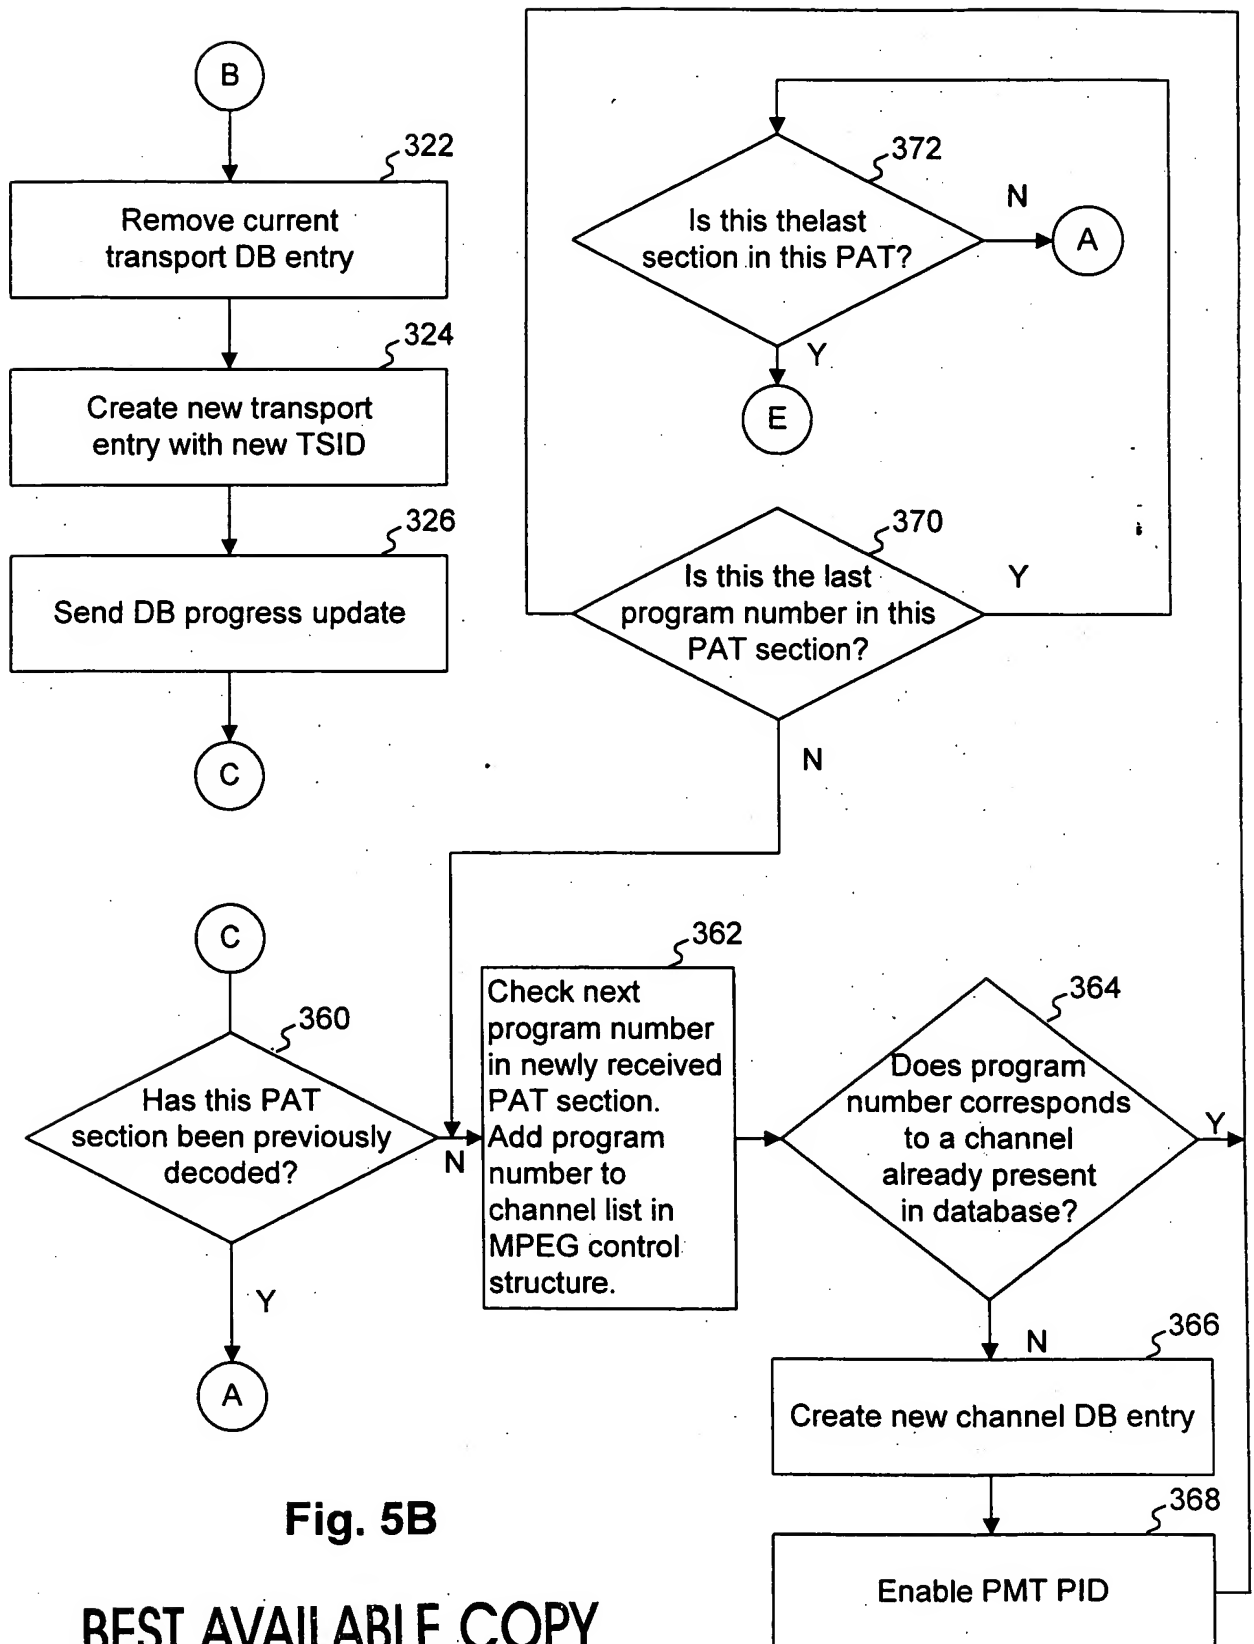 B
322
Remove current
transport DB entry
324
Create new transport
entry with new TSID
326
Send DB progress update
C
372
Is this thelast
section in this PAT?
N
A
Y
E
370
Is this the last
program number in this
PAT section?
Y
N
C
360
Has this PAT
section been previously
decoded?
N
Y
A
362
Check next
program number
in newly received
PAT section.
Add program
number to
channel list in
MPEG control
structure.
364
Does program
number corresponds
to a channel
already present
in database?
Y
N
366
Create new channel DB entry
368
Enable PMT PID
Fig. 5B
BEST AVAILABLE COPY